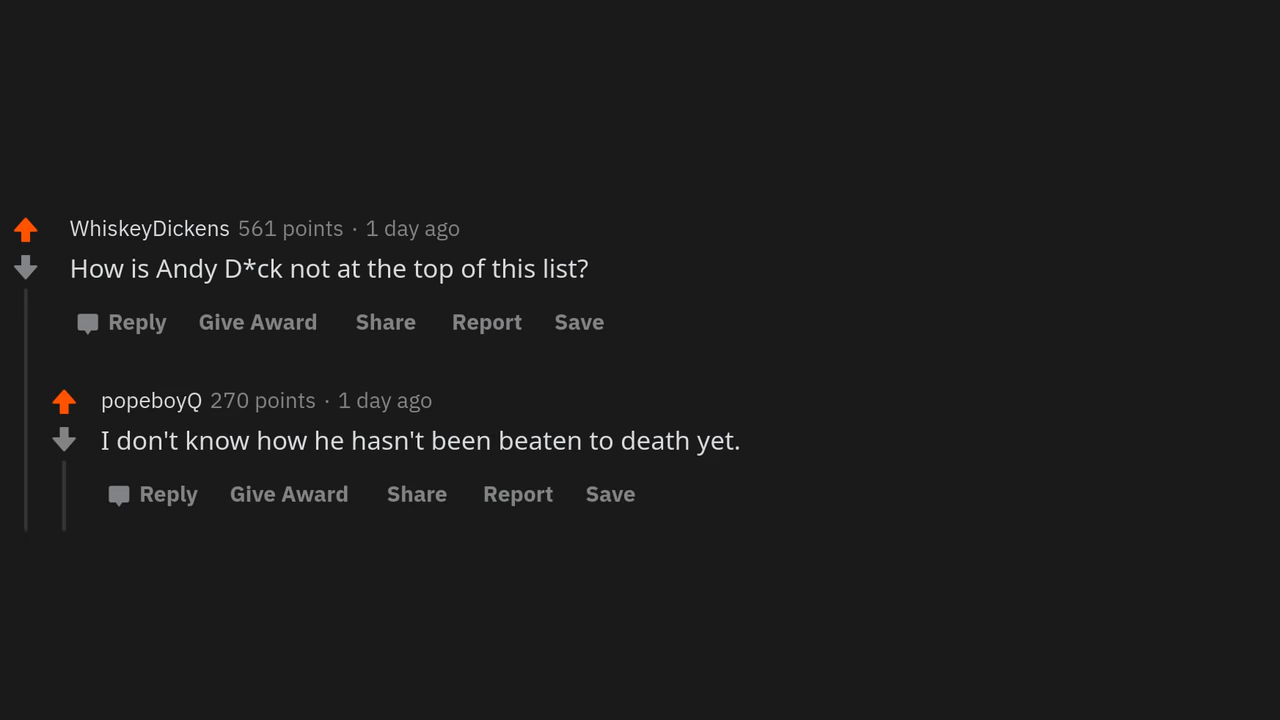 WhiskeyDickens 561 points · 1 day ago
How is Andy D*ck not at the top of this list?
Reply Give Award Share Report Save
popeboyQ 270 points · 1 day ago
I don't know how he hasn't been beaten to death yet.
Reply Give Award Share Report Save